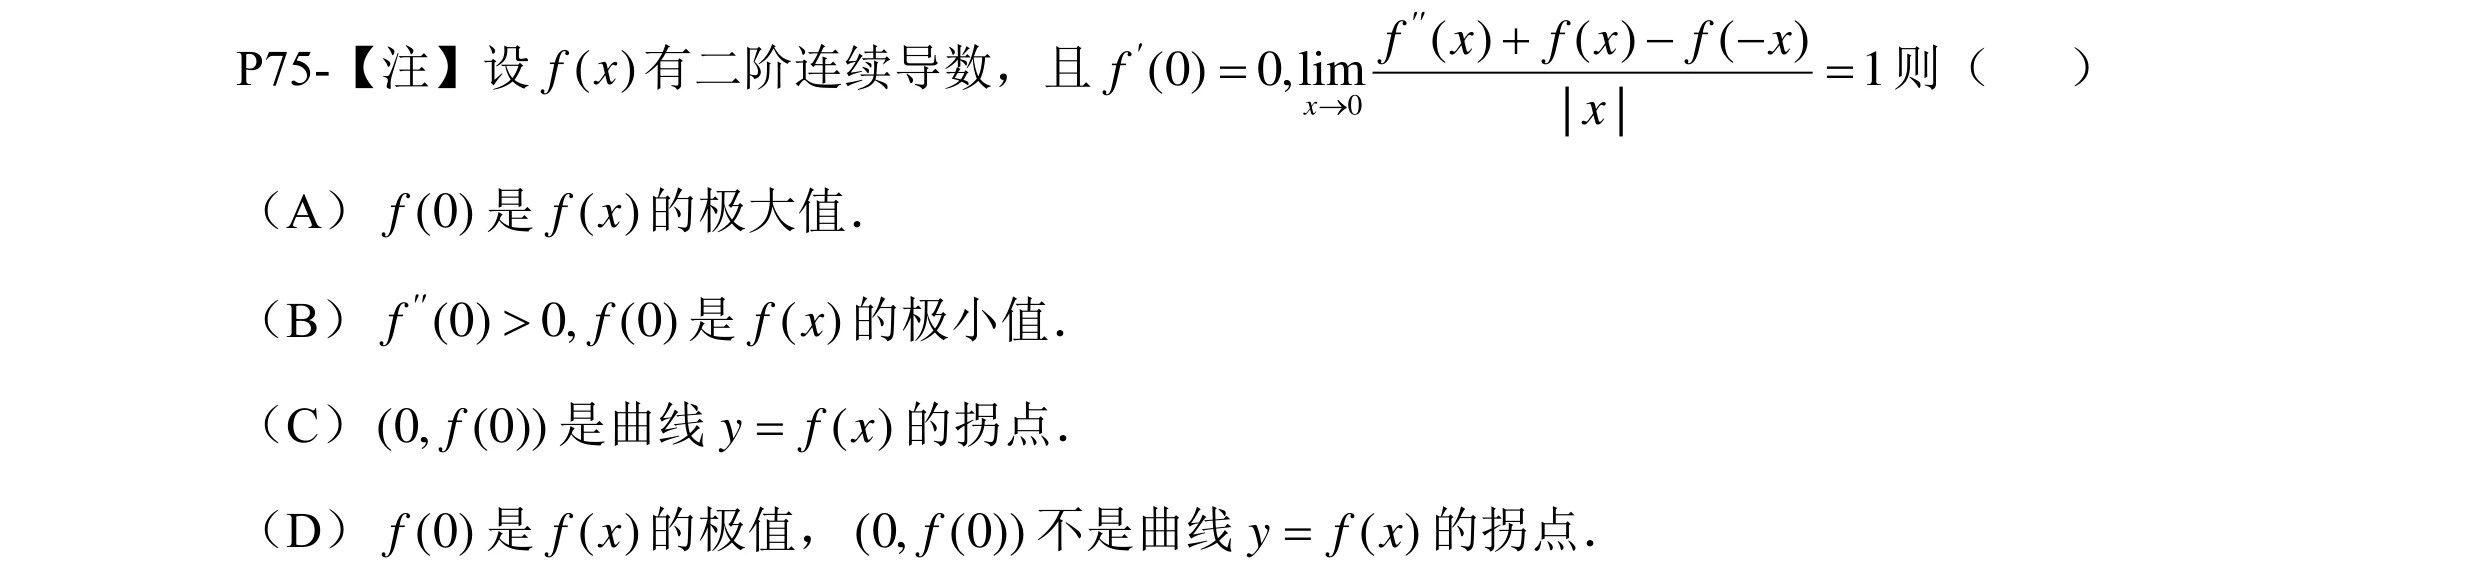 P75-【注】设 f(x) 有二阶连续导数，且 f′(0) = 0, lim_{x→0} \frac{f″(x) + f(x) − f(−x)}{|x|} = 1 则（　　）
（A） f(0) 是 f(x) 的极大值.
（B） f″(0) > 0, f(0) 是 f(x) 的极小值.
（C） (0, f(0)) 是曲线 y = f(x) 的拐点.
（D） f(0) 是 f(x) 的极值， (0, f(0)) 不是曲线 y = f(x) 的拐点.